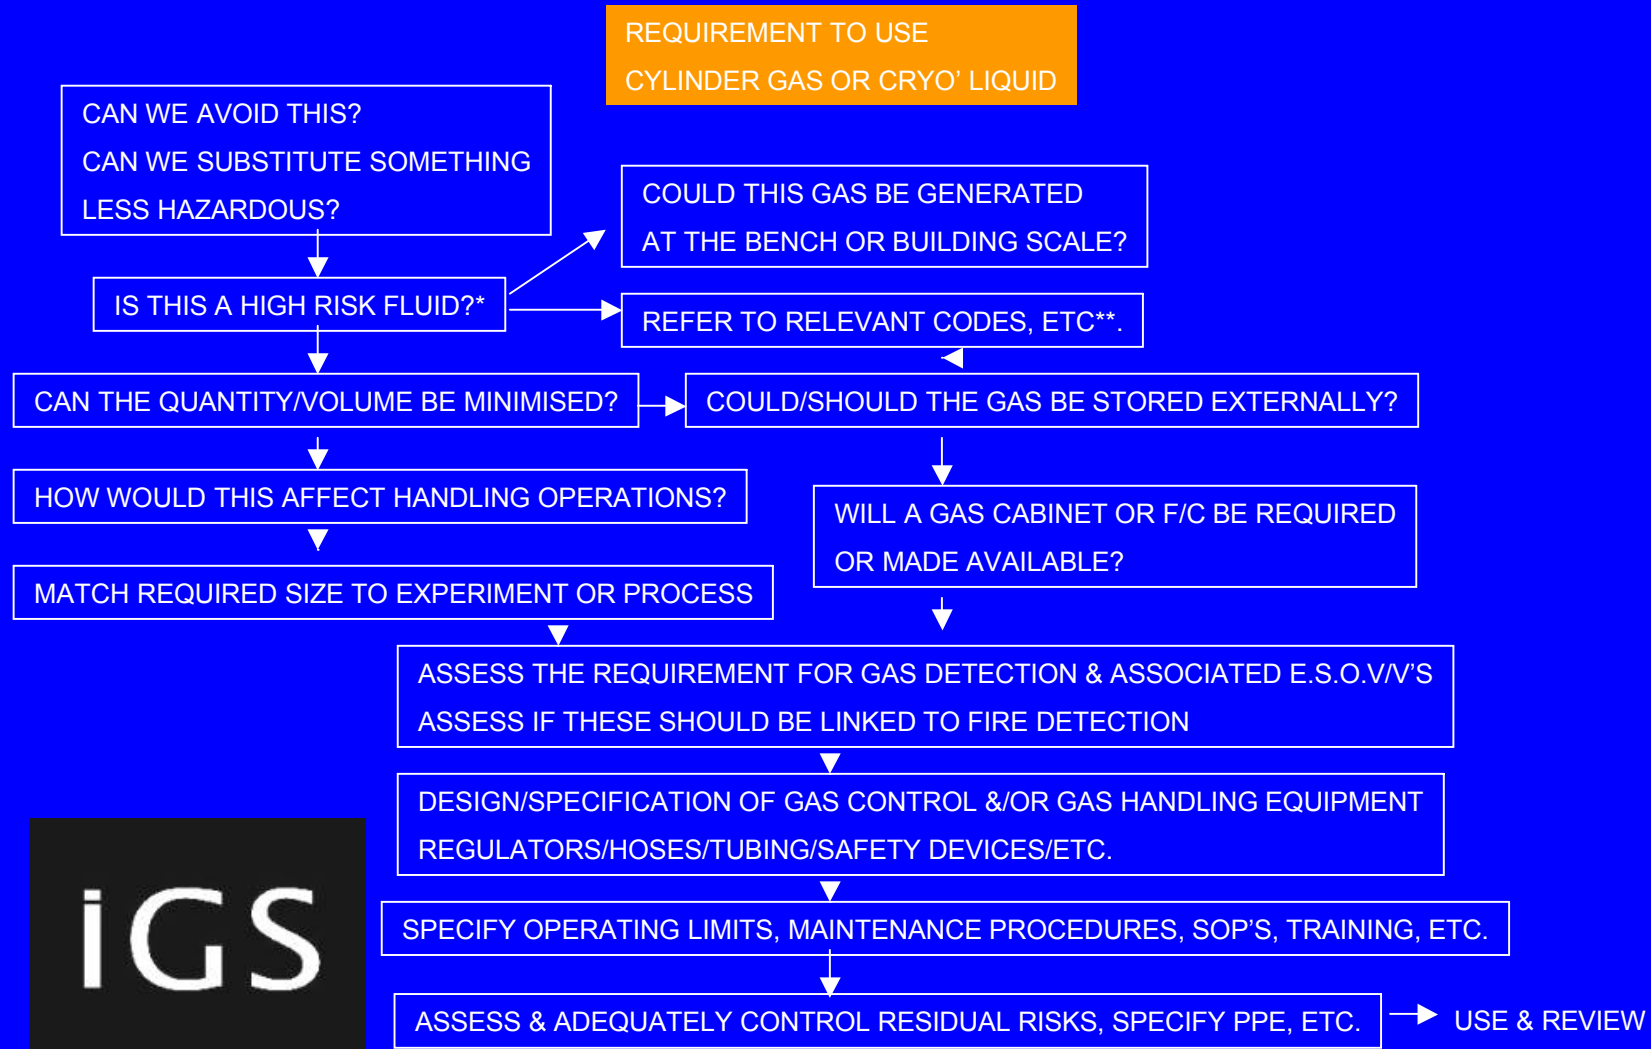 REQUIREMENT TO USE
CYLINDER GAS OR CRYO’ LIQUID
CAN WE AVOID THIS?
CAN WE SUBSTITUTE SOMETHING
LESS HAZARDOUS?
COULD THIS GAS BE GENERATED
AT THE BENCH OR BUILDING SCALE?
IS THIS A HIGH RISK FLUID?*
REFER TO RELEVANT CODES, ETC**.
CAN THE QUANTITY/VOLUME BE MINIMISED?
COULD/SHOULD THE GAS BE STORED EXTERNALLY?
HOW WOULD THIS AFFECT HANDLING OPERATIONS?
WILL A GAS CABINET OR F/C BE REQUIRED
OR MADE AVAILABLE?
MATCH REQUIRED SIZE TO EXPERIMENT OR PROCESS
ASSESS THE REQUIREMENT FOR GAS DETECTION & ASSOCIATED E.S.O.V/V’S
ASSESS IF THESE SHOULD BE LINKED TO FIRE DETECTION
DESIGN/SPECIFICATION OF GAS CONTROL &/OR GAS HANDLING EQUIPMENT
REGULATORS/HOSES/TUBING/SAFETY DEVICES/ETC.
iGS
SPECIFY OPERATING LIMITS, MAINTENANCE PROCEDURES, SOP’S, TRAINING, ETC.
ASSESS & ADEQUATELY CONTROL RESIDUAL RISKS, SPECIFY PPE, ETC.
USE & REVIEW